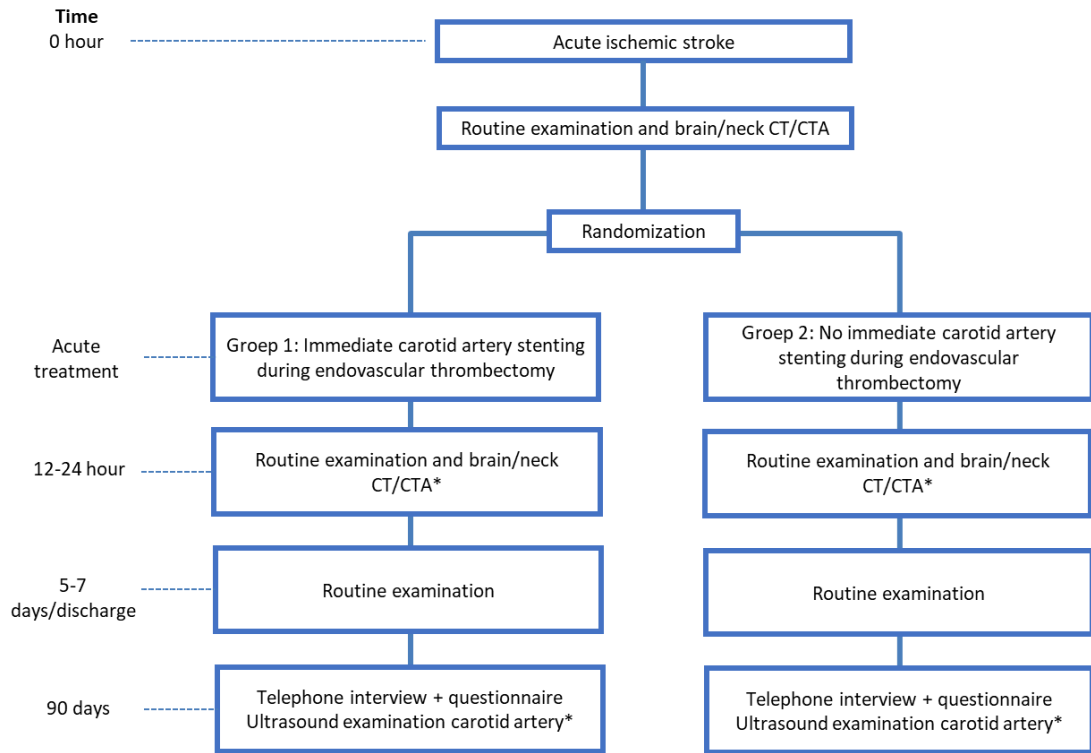 Time
0 hour
Acute ischemic stroke
Routine examination and brain/neck CT/CTA
Randomization
Acute
treatment
Groep 1: Immediate carotid artery stenting
during endovascular thrombectomy
Groep 2: No immediate carotid artery
stenting during endovascular
thrombectomy
12-24 hour
Routine examination and brain/neck
CT/CTA*
Routine examination and brain/neck
CT/CTA*
5-7
days/discharge
Routine examination
Routine examination
90 days
Telephone interview + questionnaire
Ultrasound examination carotid artery*
Telephone interview + questionnaire
Ultrasound examination carotid artery*